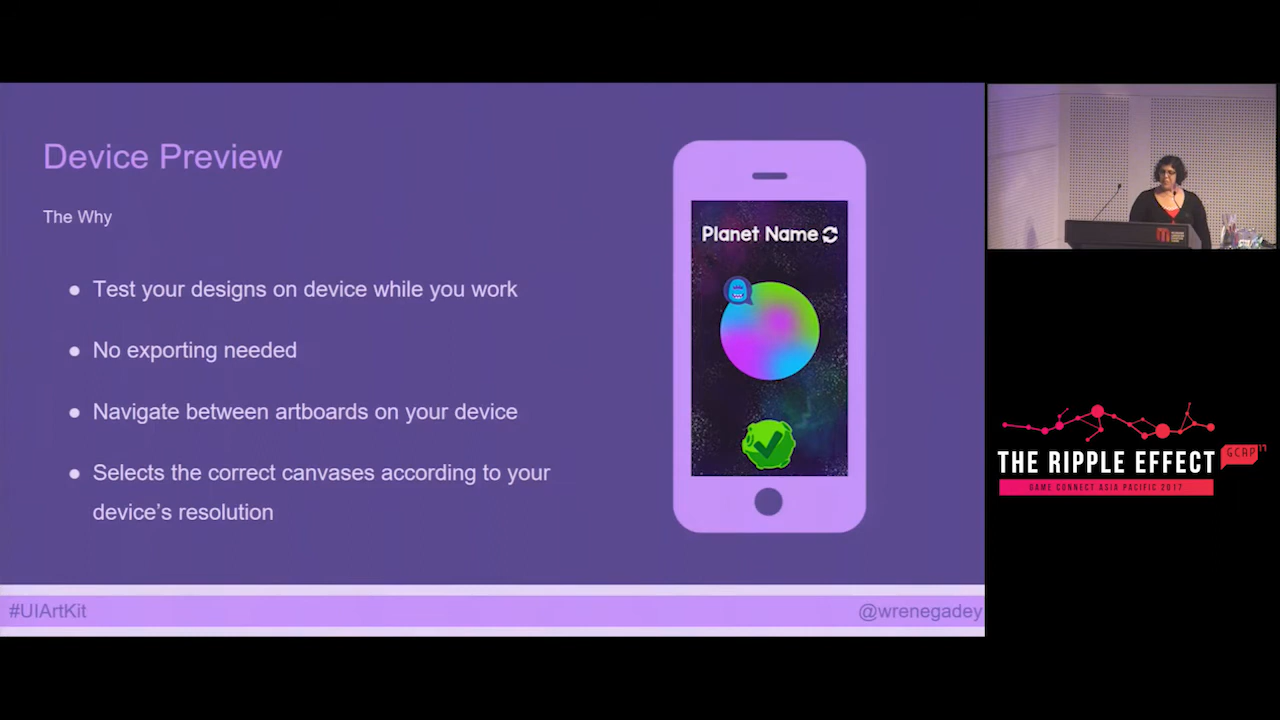 Device Preview
The Why
● Test your designs on device while you work
● No exporting needed
● Navigate between artboards on your device
● Selects the correct canvases according to your
device's resolution
Planet Name
#UIArtKit
@wrenegadey
THE RIPPLE EFFECT
GCAP 17
GAME CONNECT ASIA PACIFIC 2017